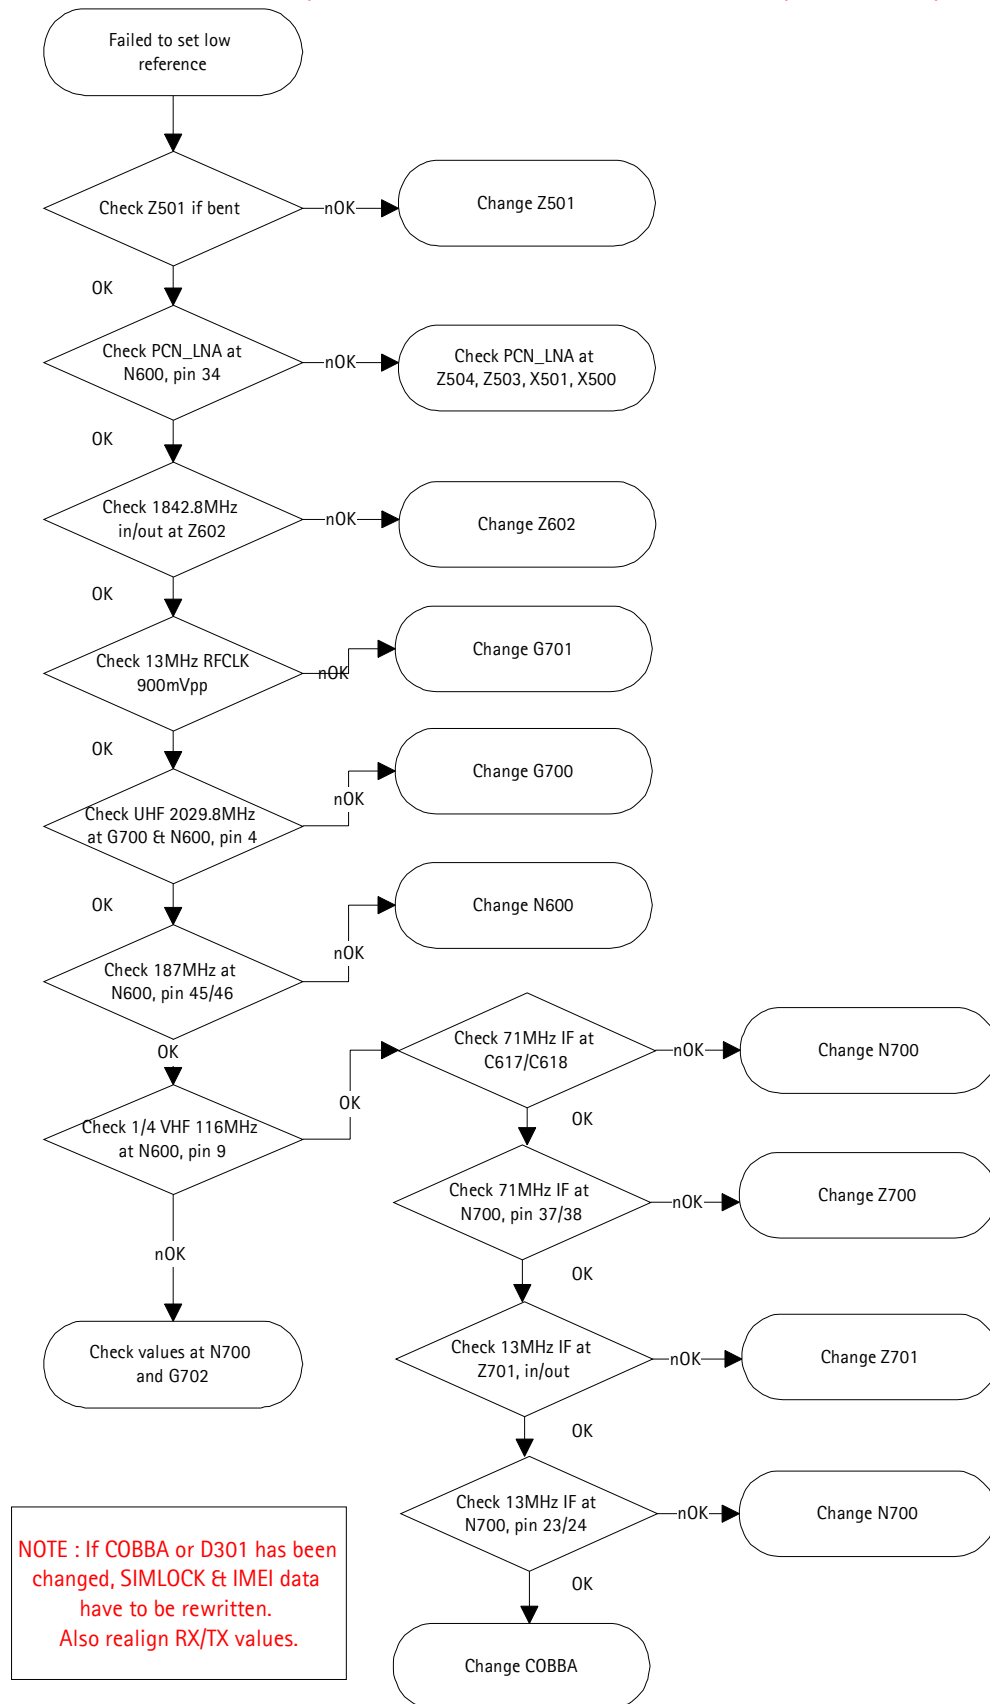 Failed to set low
reference
Check Z501 if bent
nOK
Change Z501
OK
Check PCN_LNA at
N600, pin 34
nOK
Check PCN_LNA at
Z504, Z503, X501, X500
OK
Check 1842.8MHz
in/out at Z602
nOK
Change Z602
OK
Check 13MHz RFCLK
900mVpp
nOK
Change G701
OK
Check UHF 2029.8MHz
at G700 & N600, pin 4
nOK
Change G700
OK
Check 187MHz at
N600, pin 45/46
nOK
Change N600
OK
Check 1/4 VHF 116MHz
at N600, pin 9
OK
nOK
Check values at N700
and G702
Check 71MHz IF at
C617/C618
nOK
Change N700
OK
Check 71MHz IF at
N700, pin 37/38
nOK
Change Z700
OK
Check 13MHz IF at
Z701, in/out
nOK
Change Z701
OK
Check 13MHz IF at
N700, pin 23/24
nOK
Change N700
OK
Change COBBA
NOTE : If COBBA or D301 has been
changed, SIMLOCK & IMEI data
have to be rewritten.
Also realign RX/TX values.